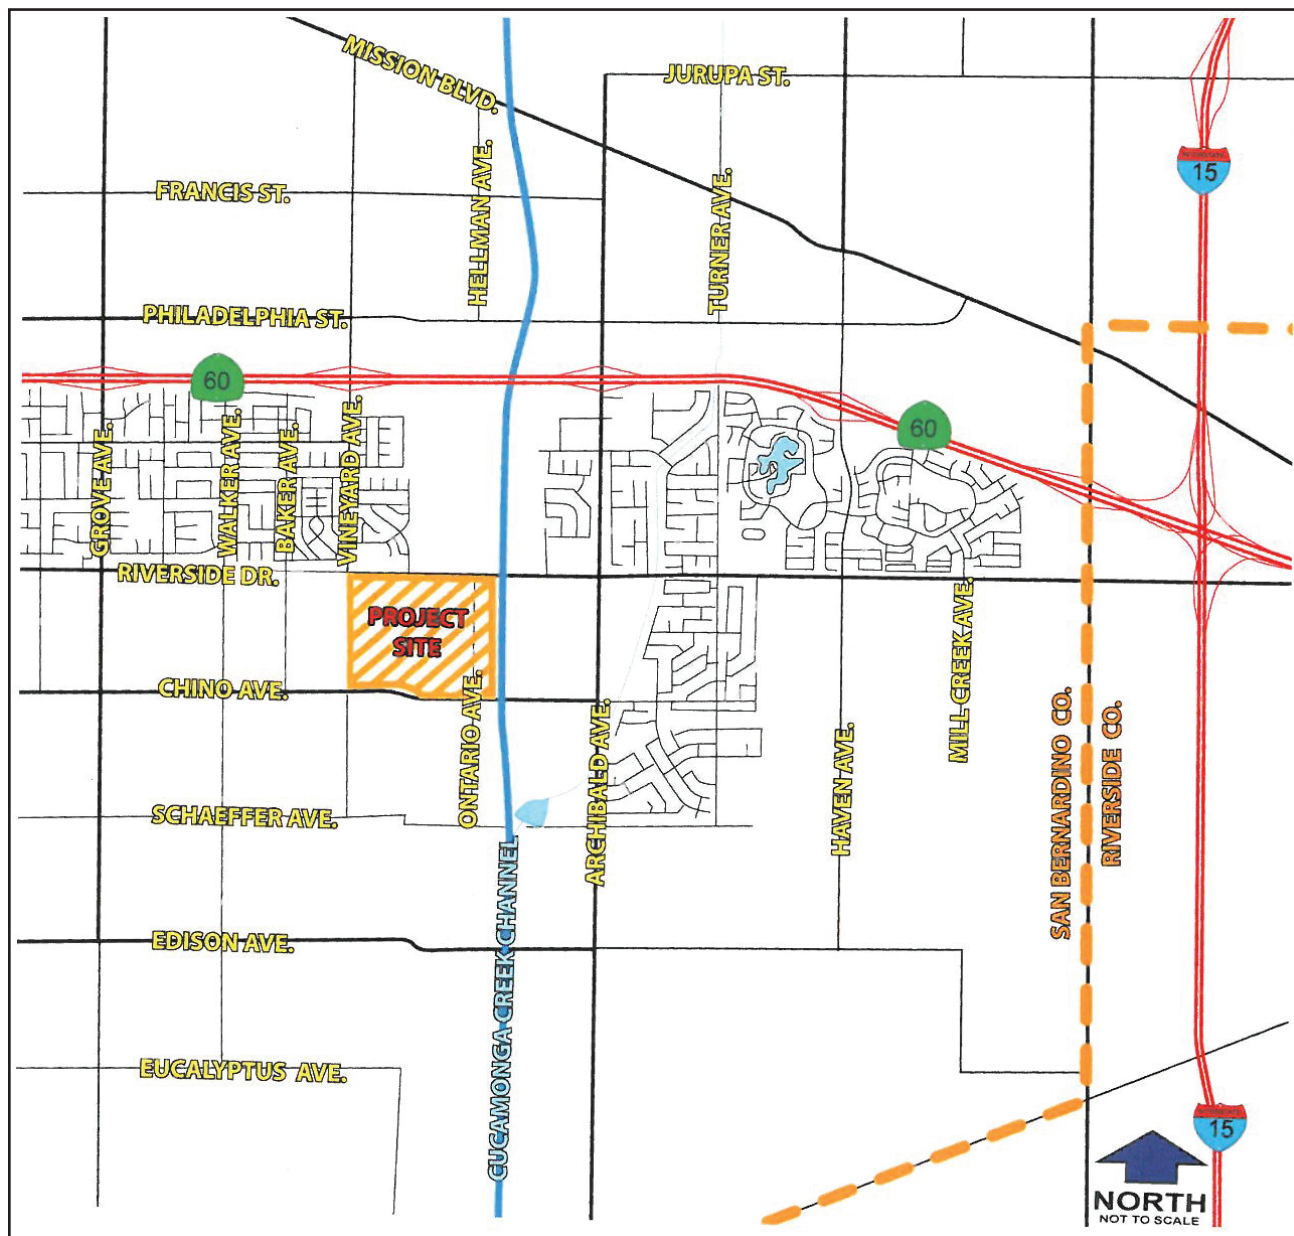 MISSION BLVD.
JURUPA ST.
HELLMAN AVE.
15
FRANCIS ST.
TURNER AVE.
PHILADELPHIA ST.
60
60
GROVE AVE.
WALKER AVE.
BAKER AVE.
VINEYARD AVE.
RIVERSIDE DR.
PROJECT
SITE
MILL CREEK AVE.
CHINO AVE.
ONTARIO AVE.
ARCHIBALD AVE.
HAVEN AVE.
SAN BERNARDINO CO.
RIVERSIDE CO.
SCHAEFFER AVE.
CUCAMONGA CREEK CHANNEL
EDISON AVE.
EUCALYPTUS AVE.
15
NORTH
NOT TO SCALE